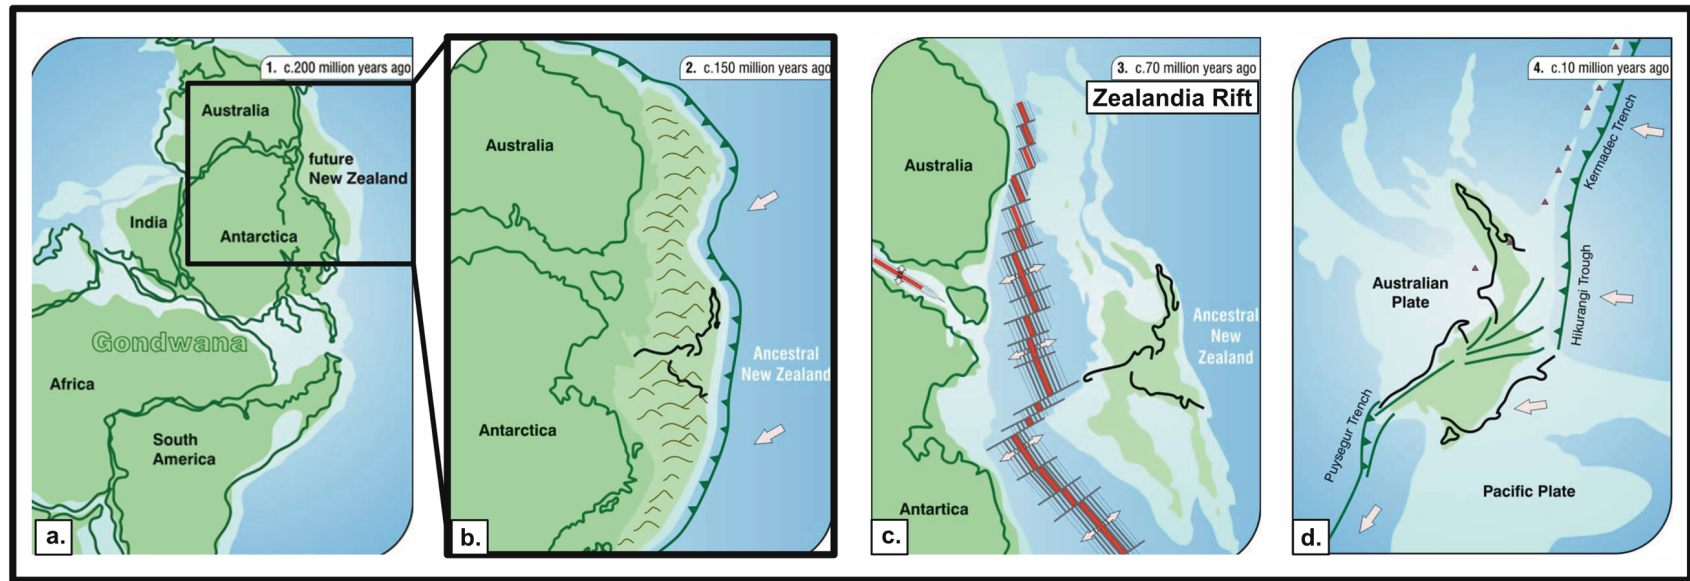 1. c.200 million years ago
Australia
future
New Zealand
India
Antarctica
Gondwana
Africa
South
America
a.
2. c.150 million years ago
Australia
Ancestral
New Zealand
Antarctica
b.
3. c.70 million years ago
Zealandia Rift
Australia
Ancestral
New
Zealand
Antartica
c.
4. c.10 million years ago
Kermadec Trench
Australian
Plate
Hikurangi Trough
Puysegur Trench
Pacific Plate
d.